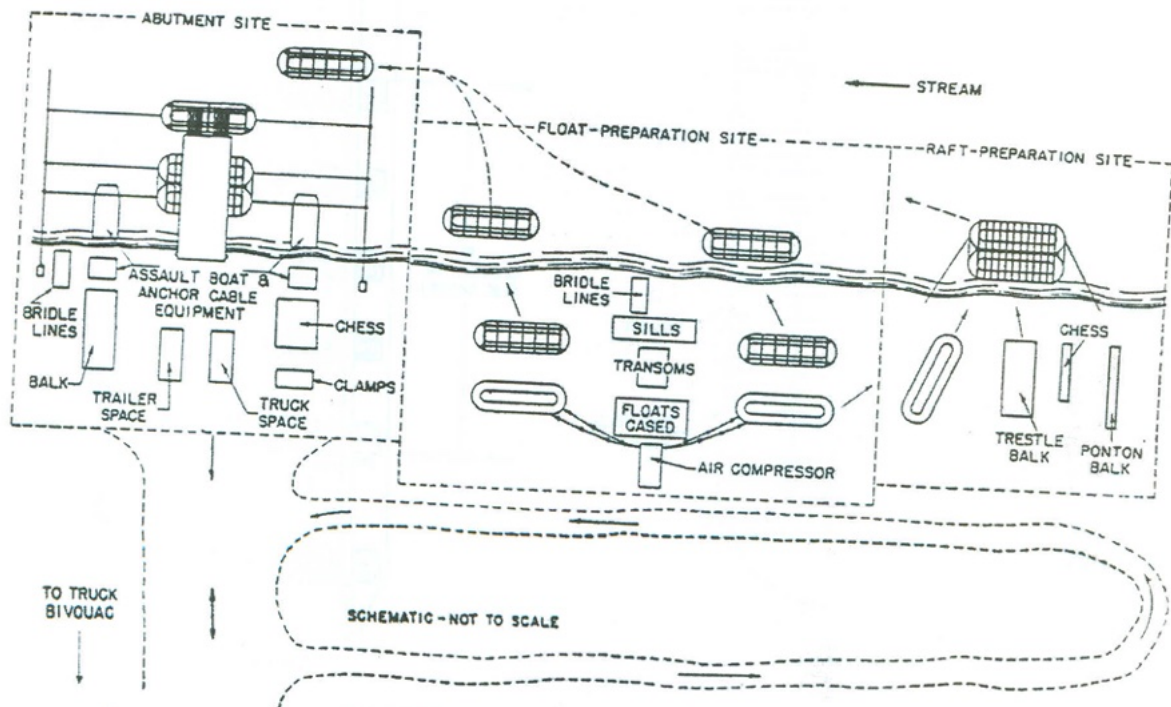 ABUTMENT SITE
STREAM
FLOAT-PREPARATION SITE
RAFT-PREPARATION SITE
BRIDLE
LINES
ASSAULT BOAT &
ANCHOR CABLE
EQUIPMENT
CHESS
BALK
TRAILER
SPACE
TRUCK
SPACE
CLAMPS
BRIDLE
LINES
SILLS
TRANSOMS
FLOATS
CASED
AIR COMPRESSOR
CHESS
TRESTLE
BALK
PONTON
BALK
TO TRUCK
BIVOUAC
SCHEMATIC-NOT TO SCALE